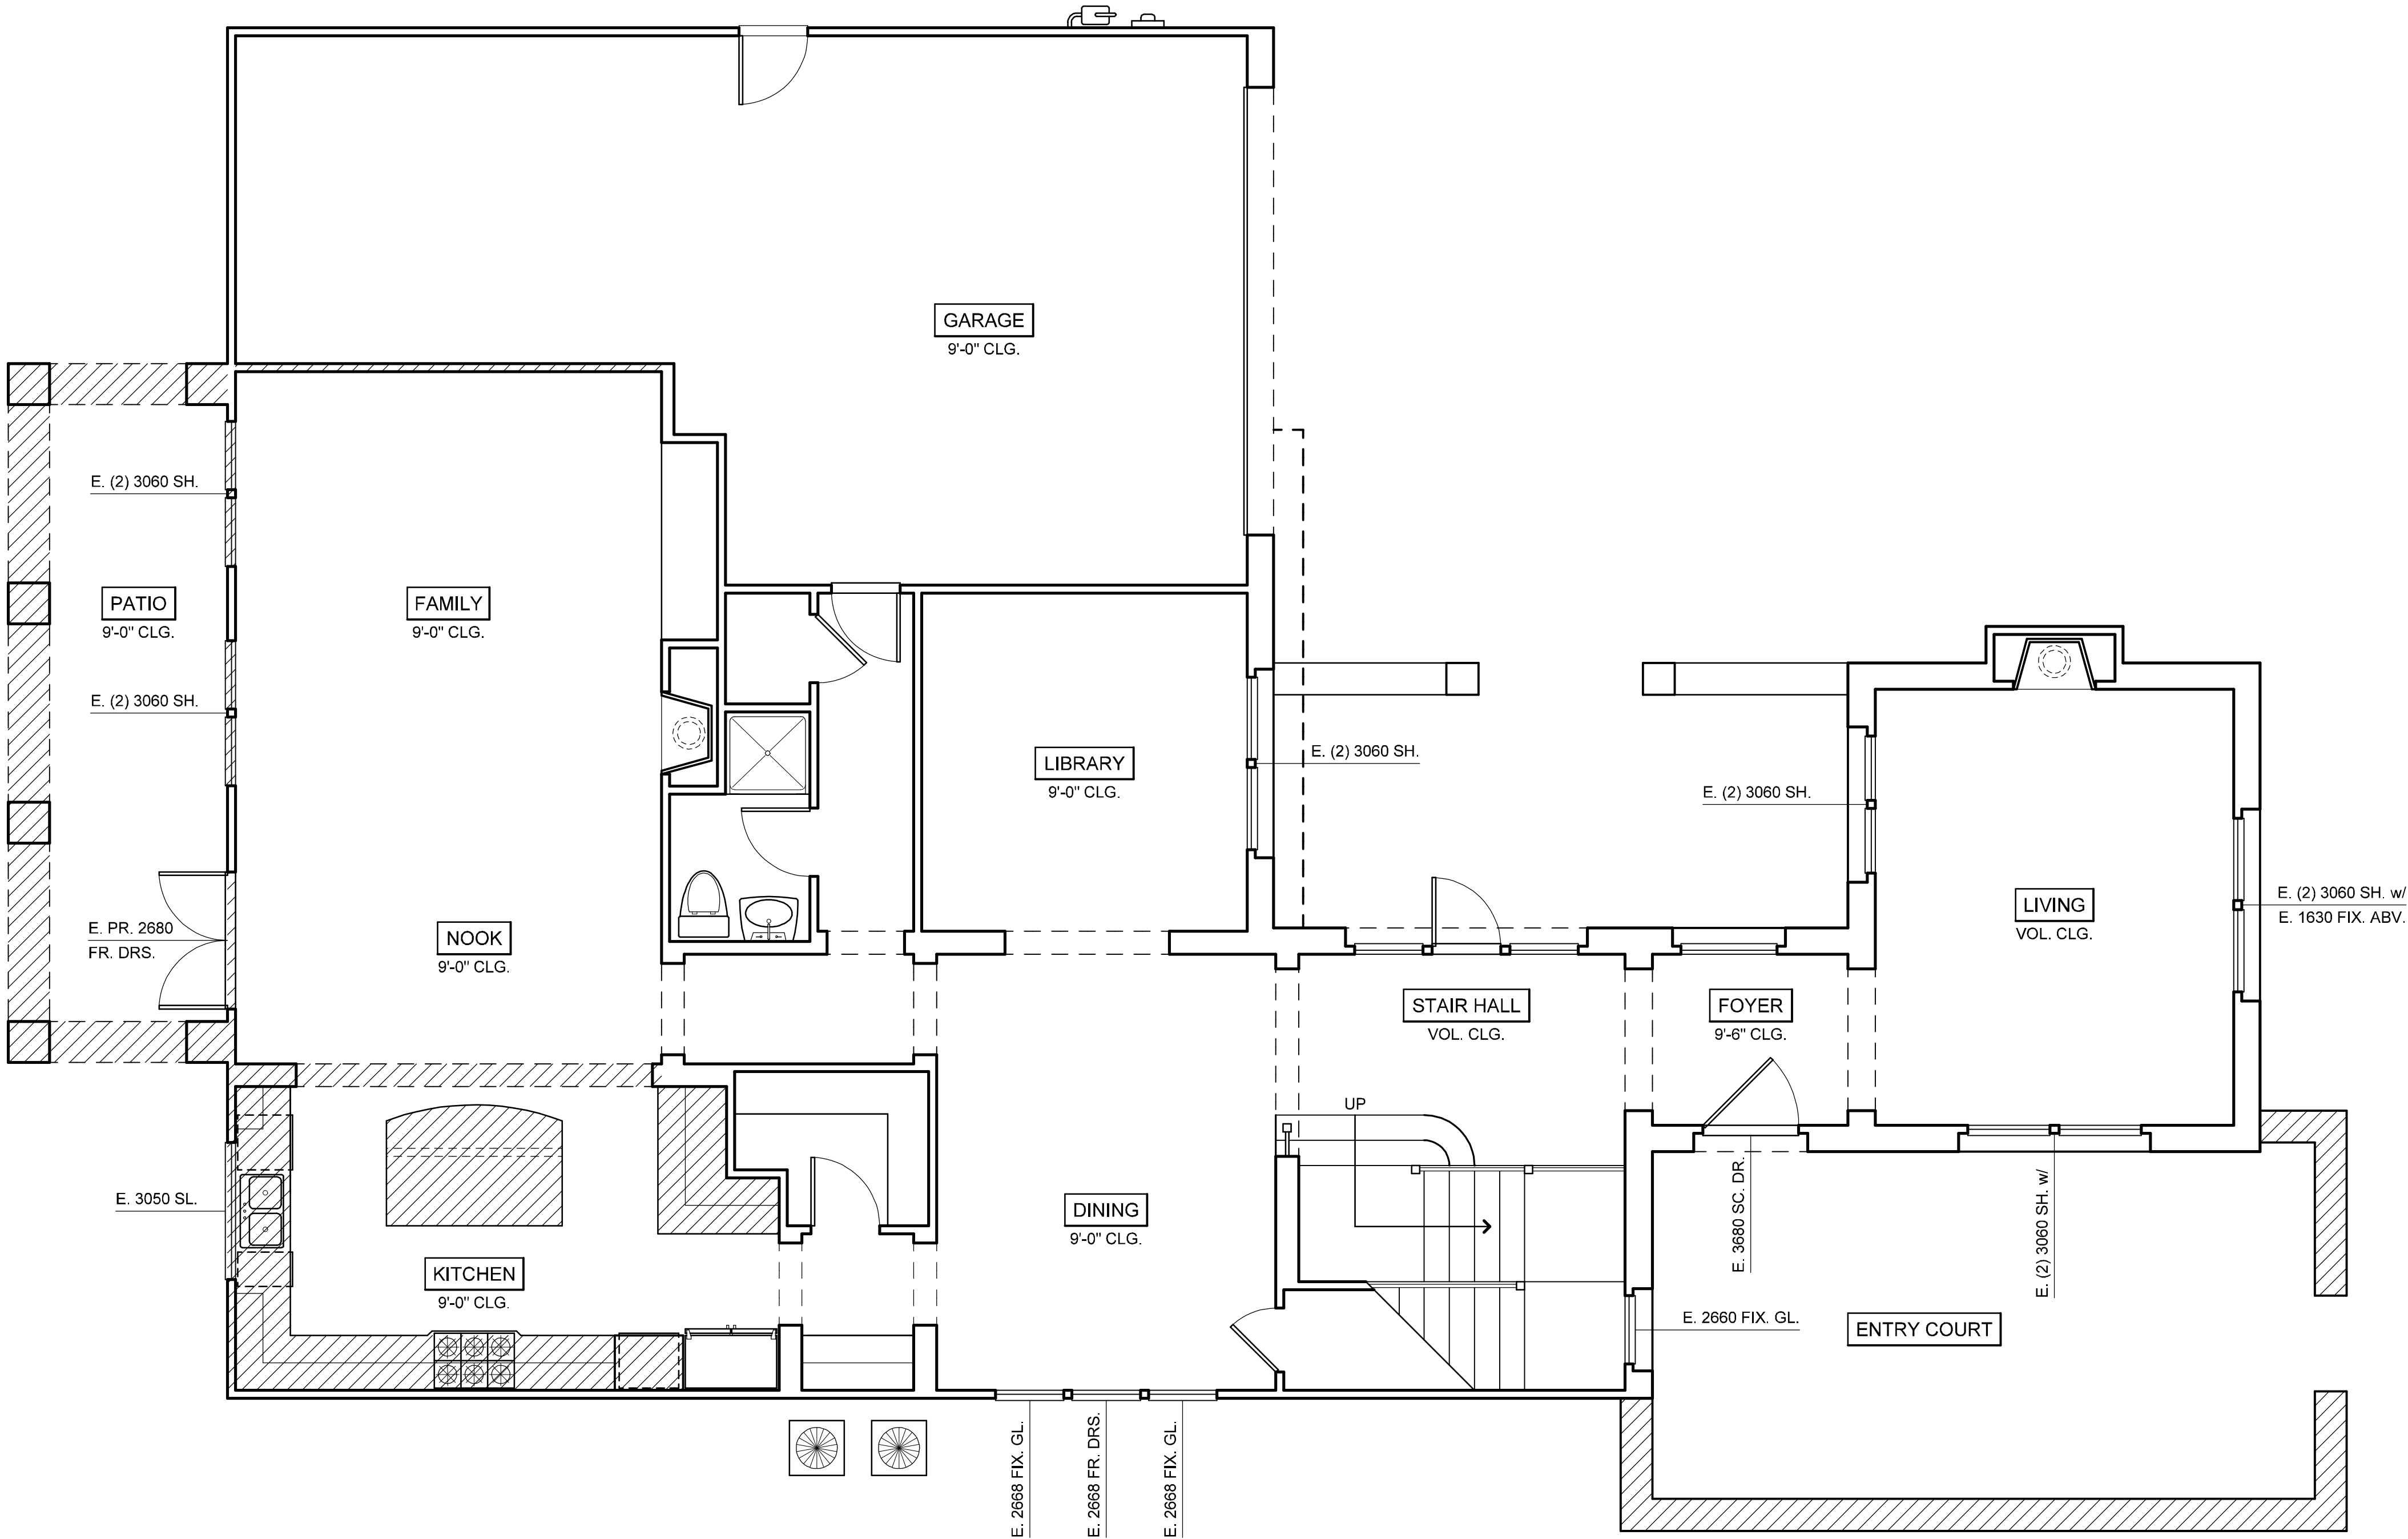 GARAGE
9'-0" CLG.
E. (2) 3060 SH.
PATIO
9'-0" CLG.
FAMILY
9'-0" CLG.
E. (2) 3060 SH.
LIBRARY
9'-0" CLG.
E. (2) 3060 SH.
E. (2) 3060 SH.
LIVING
VOL. CLG.
E. (2) 3060 SH. w/
E. 1630 FIX. ABV.
E. PR. 2680
FR. DRS.
NOOK
9'-0" CLG.
STAIR HALL
VOL. CLG.
FOYER
9'-6" CLG.
UP
E. 3050 SL.
DINING
9'-0" CLG.
E. 3680 SC. DR.
E. (2) 3060 SH. w/
KITCHEN
9'-0" CLG.
E. 2660 FIX. GL.
ENTRY COURT
E. 2668 FIX. GL.
E. 2668 FR. DRS.
E. 2668 FIX. GL.